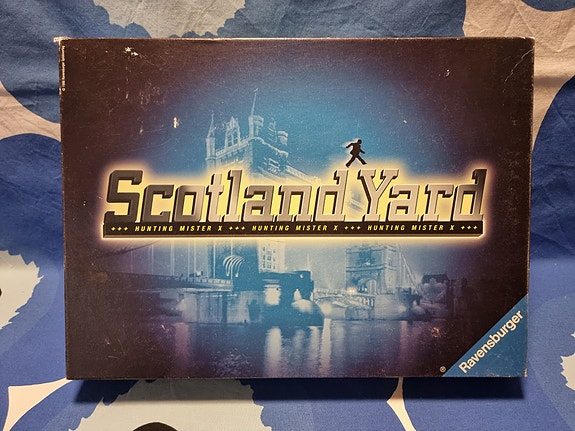 Scotland Yard
+++ HUNTING MISTER X +++ HUNTING MISTER X +++ HUNTING MISTER X +++
Ravensburger
®